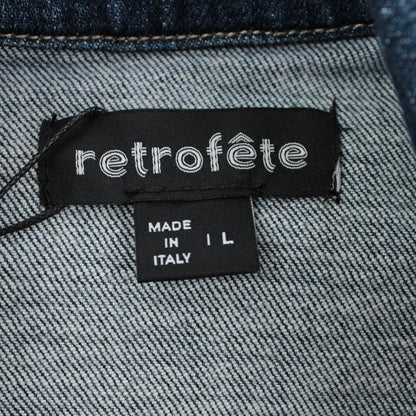 retrofête
MADE
IN
ITALY
| L